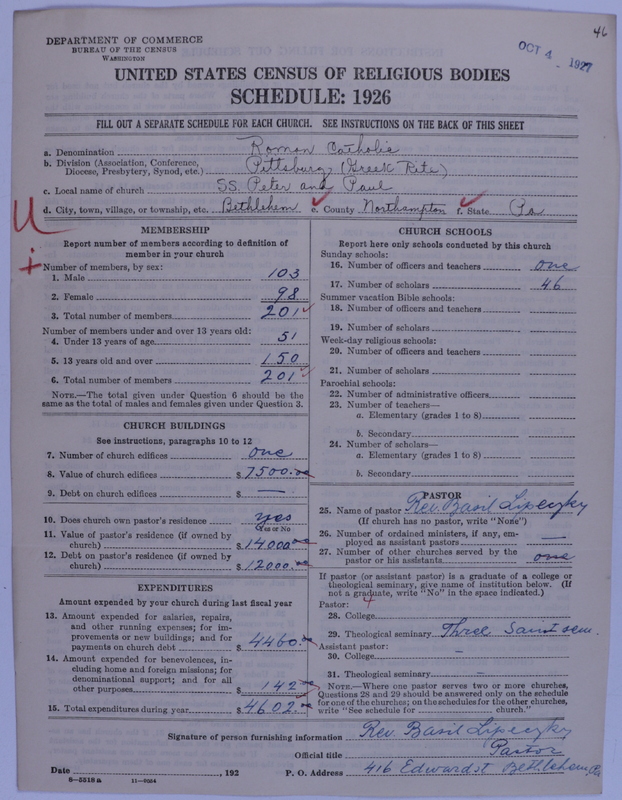 46
DEPARTMENT OF COMMERCE
BUREAU OF THE CENSUS
WASHINGTON
OCT 4 1927
UNITED STATES CENSUS OF RELIGIOUS BODIES
SCHEDULE: 1926
FILL OUT A SEPARATE SCHEDULE FOR EACH CHURCH. SEE INSTRUCTIONS ON THE BACK OF THIS SHEET
a. Denomination Roman Catholic
b. Division (Association, Conference,
Diocese, Presbytery, Synod, etc.) Pittsburg, (Greek Rite)
c. Local name of church SS. Peter and Paul
d. City, town, village, or township, etc. Bethlehem e. County Northampton f. State Pa
U
MEMBERSHIP
Report number of members according to definition of
member in your church
Number of members, by sex:
1. Male 103
2. Female 98
3. Total number of members 201
Number of members under and over 13 years old:
4. Under 13 years of age 51
5. 13 years old and over 150
6. Total number of members 201
NOTE.—The total given under Question 6 should be
the same as the total of males and females given under Question 3.
CHURCH BUILDINGS
See instructions, paragraphs 10 to 12
7. Number of church edifices one
8. Value of church edifices $7500.00
9. Debt on church edifices $ —
10. Does church own pastor's residence yes
Yes or No
11. Value of pastor's residence (if owned by
church) $14000.00
12. Debt on pastor's residence (if owned by
church) $12000.00
EXPENDITURES
Amount expended by your church during last fiscal year
13. Amount expended for salaries, repairs,
and other running expenses; for im-
provements or new buildings; and for
payments on church debt $4460.00
14. Amount expended for benevolences, in-
cluding home and foreign missions; for
denominational support; and for all
other purposes $142.00
15. Total expenditures during year $4602.00
CHURCH SCHOOLS
Report here only schools conducted by this church
Sunday schools:
16. Number of officers and teachers one
17. Number of scholars 46
Summer vacation Bible schools:
18. Number of officers and teachers
19. Number of scholars
Week-day religious schools:
20. Number of officers and teachers
21. Number of scholars
Parochial schools:
22. Number of administrative officers
23. Number of teachers—
a. Elementary (grades 1 to 8)
b. Secondary
24. Number of scholars—
a. Elementary (grades 1 to 8)
b. Secondary
PASTOR
25. Name of pastor Rev. Basil Lipeczky
(If church has no pastor, write "None")
26. Number of ordained ministers, if any, em-
ployed as assistant pastors —
27. Number of other churches served by the
pastor or his assistants one
If pastor (or assistant pastor) is a graduate of a college or
theological seminary, give name of institution below. (If
not a graduate, write "No" in the space indicated.)
Pastor: 4
28. College
29. Theological seminary Three Saint sem.
Assistant pastor:
30. College —
31. Theological seminary —
NOTE.—Where one pastor serves two or more churches,
Questions 28 and 29 should be answered only on the schedule
for one of the churches; on the schedules for the other churches,
write "See schedule for church."
Signature of person furnishing information Rev. Basil Lipeczky
Official title Pastor
Date , 192 P. O. Address 416 Edward st Bethlehem, Pa
8—5318 a 11—9054